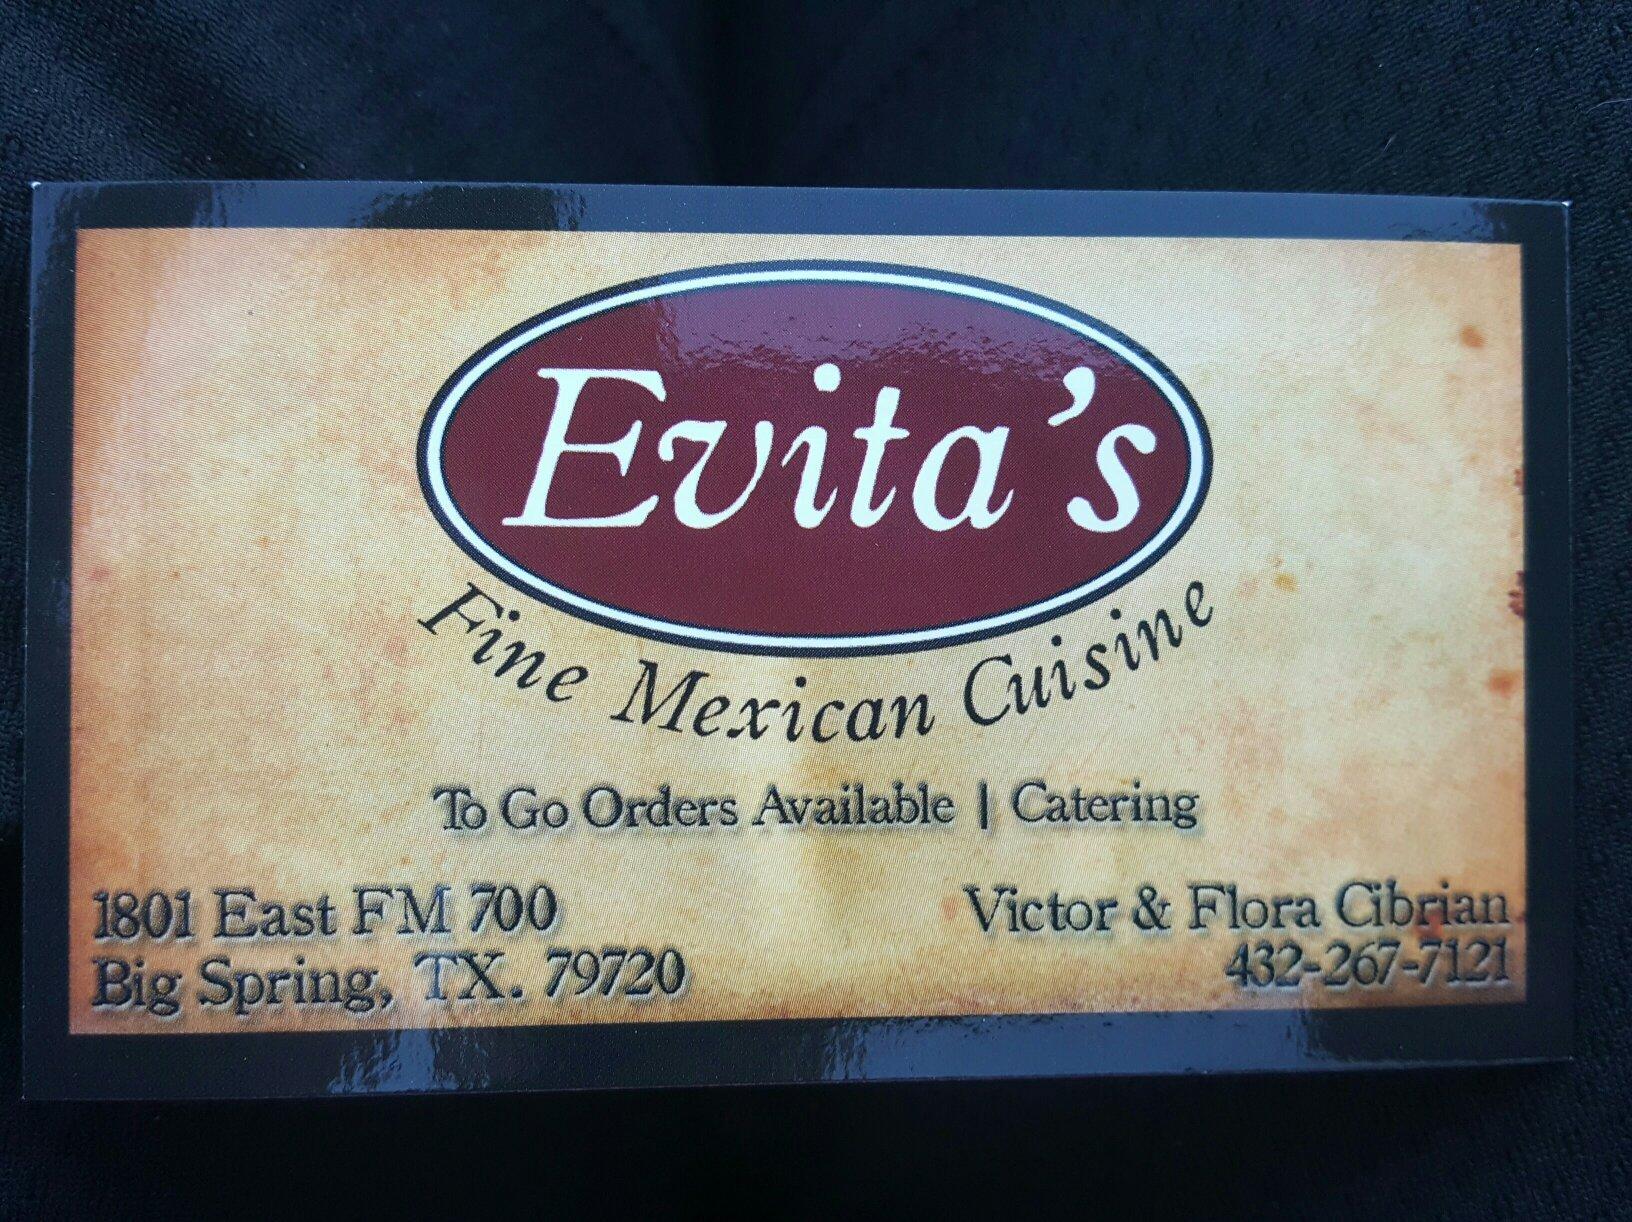 Evita's
Fine Mexican Cuisine
To Go Orders Available | Catering
1801 East FM 700
Big Spring, TX. 79720
Victor & Flora Cibrian
432-267-7121